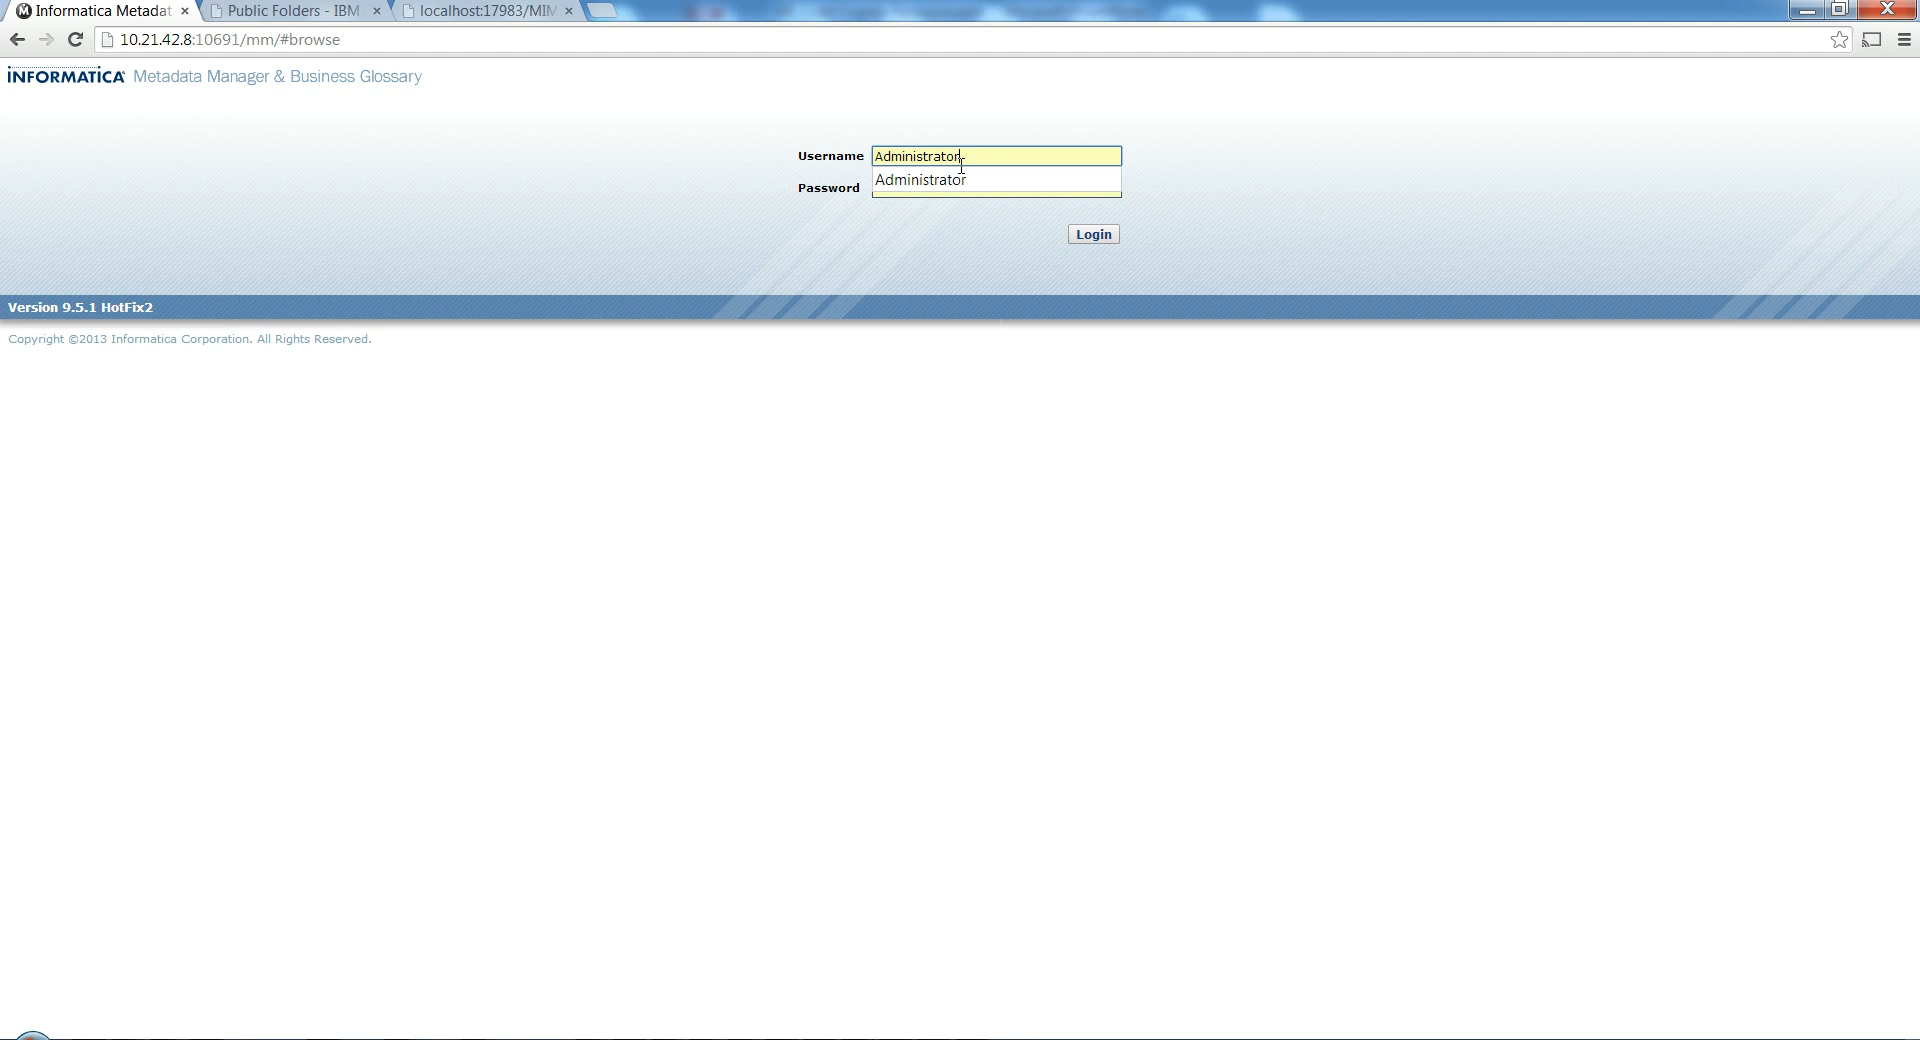 Informatica Metadat
Public Folders - IBM
localhost:17983/MIM
10.21.42.8:10691/mm/#browse
INFORMATICA Metadata Manager & Business Glossary
Username Administrator
Administrator
Password
Login
Version 9.5.1 HotFix2
Copyright ©2013 Informatica Corporation. All Rights Reserved.